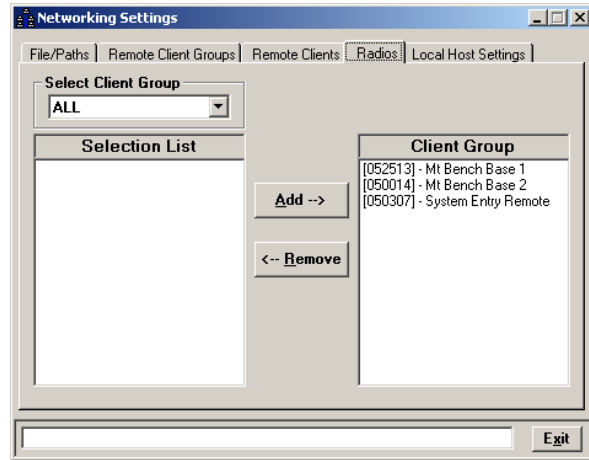 Networking Settings
File/Paths
Remote Client Groups
Remote Clients
Radios
Local Host Settings
Select Client Group
ALL
Selection List
Client Group
[052513] - Mt Bench Base 1
[050014] - Mt Bench Base 2
[050307] - System Entry Remote
Add -->
<-- Remove
Exit